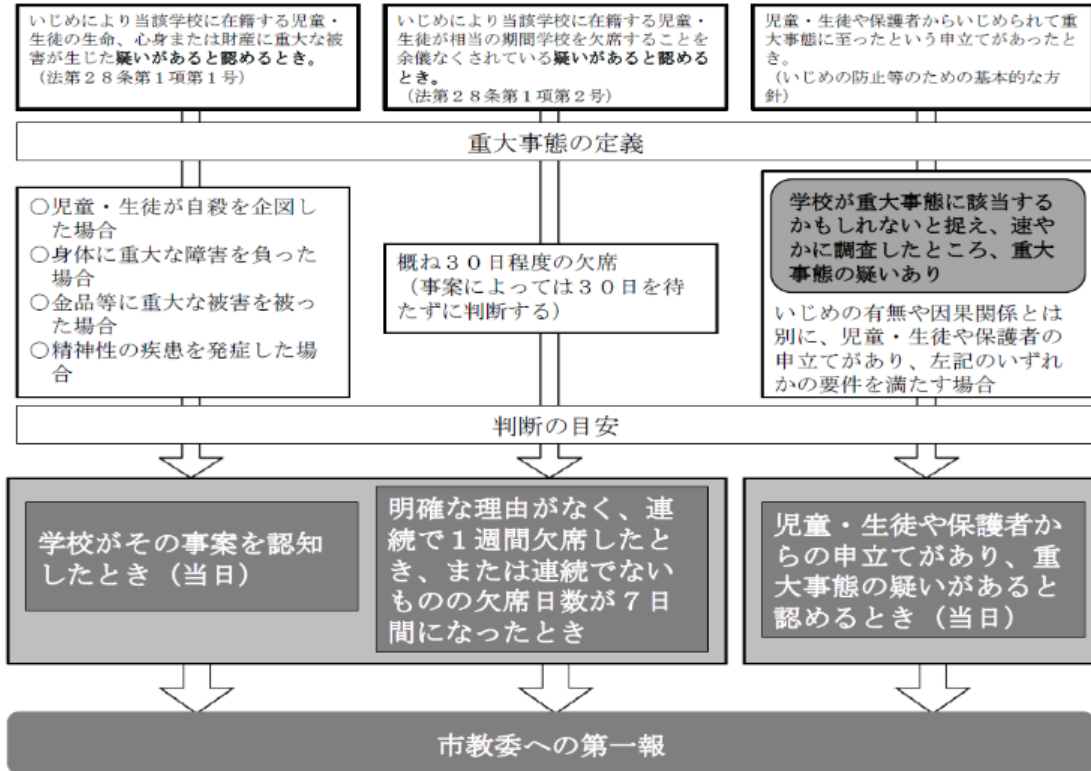 いじめにより当該学校に在籍する児童・
生徒の生命、心身または財産に重大な被
害が生じた疑いがあると認めるとき。
（法第２８条第１項第１号）
いじめにより当該学校に在籍する児童・
生徒が相当の期間学校を欠席することを
余儀なくされている疑いがあると認める
とき。
（法第２８条第１項第２号）
児童・生徒や保護者からいじめられて重
大事態に至ったという申立てがあったと
き。
（いじめの防止等のための基本的な方
針）
重大事態の定義
○児童・生徒が自殺を企図し
た場合
○身体に重大な障害を負った
場合
○金品等に重大な被害を被っ
た場合
○精神性の疾患を発症した場
合
概ね３０日程度の欠席
（事案によっては３０日を待
たずに判断する）
学校が重大事態に該当する
かもしれないと捉え、速や
かに調査したところ、重大
事態の疑いあり
いじめの有無や因果関係とは
別に、児童・生徒や保護者の
申立てがあり、左記のいずれ
かの要件を満たす場合
判断の目安
学校がその事案を認知
したとき（当日）
明確な理由がなく、連
続で１週間欠席したと
き、または連続でない
ものの欠席日数が７日
間になったとき
児童・生徒や保護者か
らの申立てがあり、重
大事態の疑いがあると
認めるとき（当日）
市教委への第一報